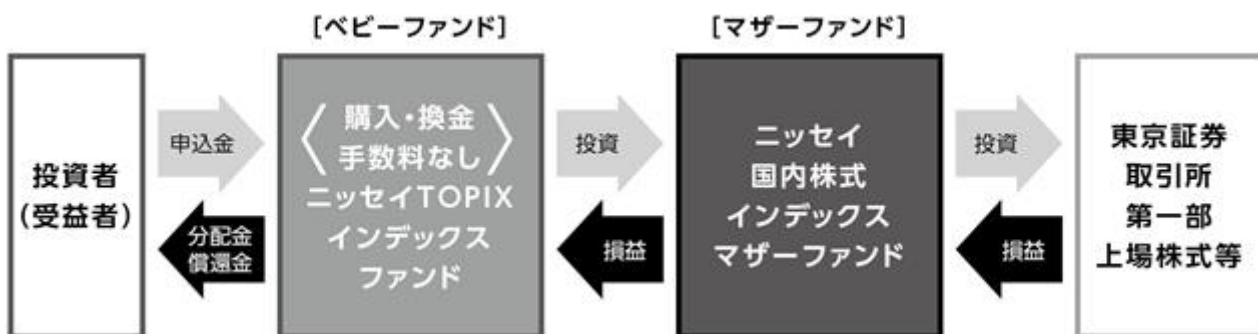 [ベビーファンド]
[マザーファンド]
投資者
(受益者)
申込金
分配金
償還金
〈購入・換金
手数料なし〉
ニッセイTOPIX
インデックス
ファンド
投資
損益
ニッセイ
国内株式
インデックス
マザーファンド
投資
損益
東京証券
取引所
第一部
上場株式等